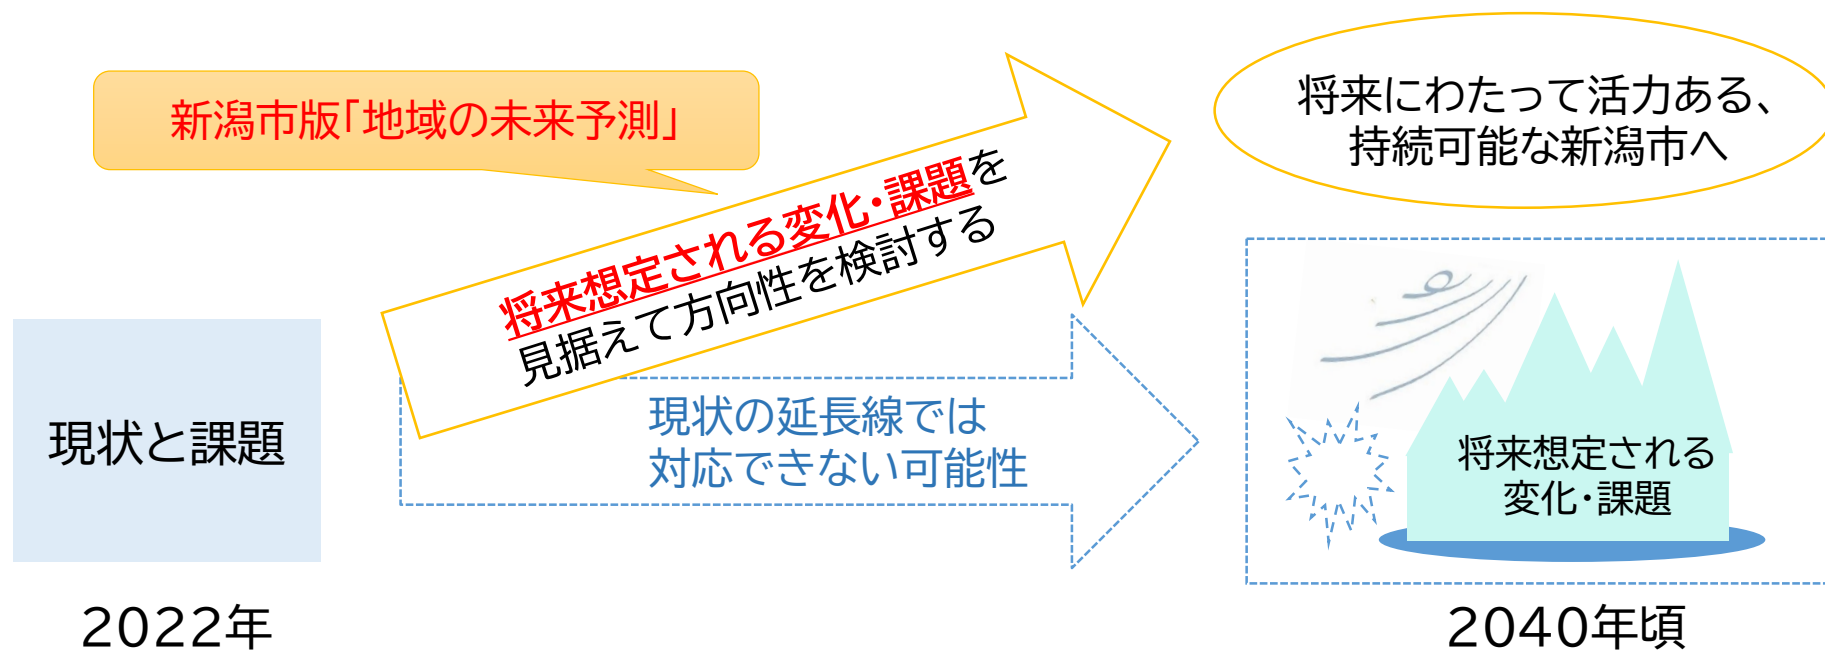 新潟市版「地域の未来予測」
将来想定される変化・課題を
見据えて方向性を検討する
将来にわたって活力ある、
持続可能な新潟市へ
現状と課題
現状の延長線では
対応できない可能性
将来想定される
変化・課題
2022年
2040年頃